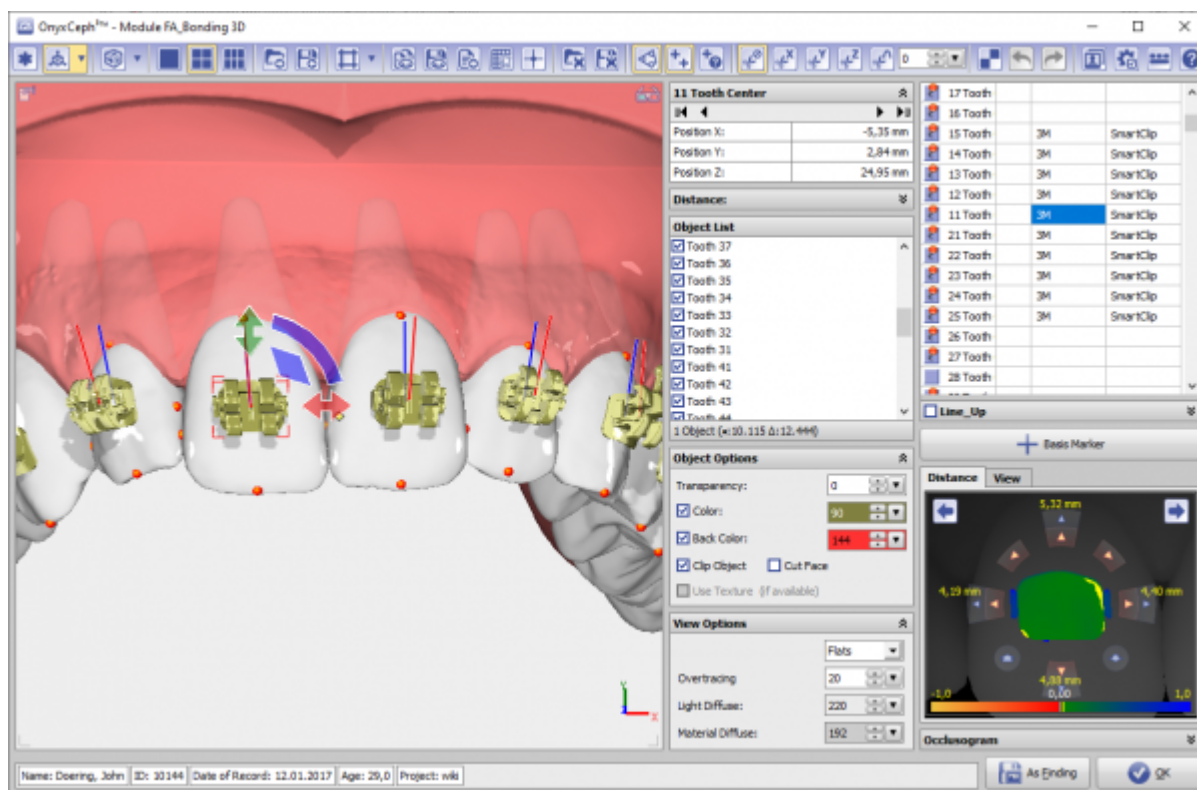 OnyxCeph³™ - Module FA_Bonding 3D
0
11 Tooth Center
Position X: -5,35 mm
Position Y: 2,84 mm
Position Z: 24,95 mm
Distance:
Object List
Tooth 37
Tooth 36
Tooth 35
Tooth 34
Tooth 33
Tooth 32
Tooth 31
Tooth 41
Tooth 42
Tooth 43
Tooth 44
1 Object
Object Options
Transparency: 0
Color: 90
Back Color: 144
Clip Object Cut Face
Use Texture (if available)
View Options
Flats
Overtracing 20
Light Diffuse: 220
Material Diffuse: 192
17 Tooth
16 Tooth
15 Tooth 3M SmartClip
14 Tooth 3M SmartClip
13 Tooth 3M SmartClip
12 Tooth 3M SmartClip
11 Tooth 3M SmartClip
21 Tooth 3M SmartClip
22 Tooth 3M SmartClip
23 Tooth 3M SmartClip
24 Tooth 3M SmartClip
25 Tooth 3M SmartClip
26 Tooth
27 Tooth
28 Tooth
Line_Up
Basis Marker
Distance View
5,32 mm
4,19 mm 4,40 mm
4,88 mm
-1,0 0,00 1,0
Occlusogram
Y
X
Name: Doering, John ID: 10144 Date of Record: 12.01.2017 Age: 29,0 Project: wiki
As Finding OK